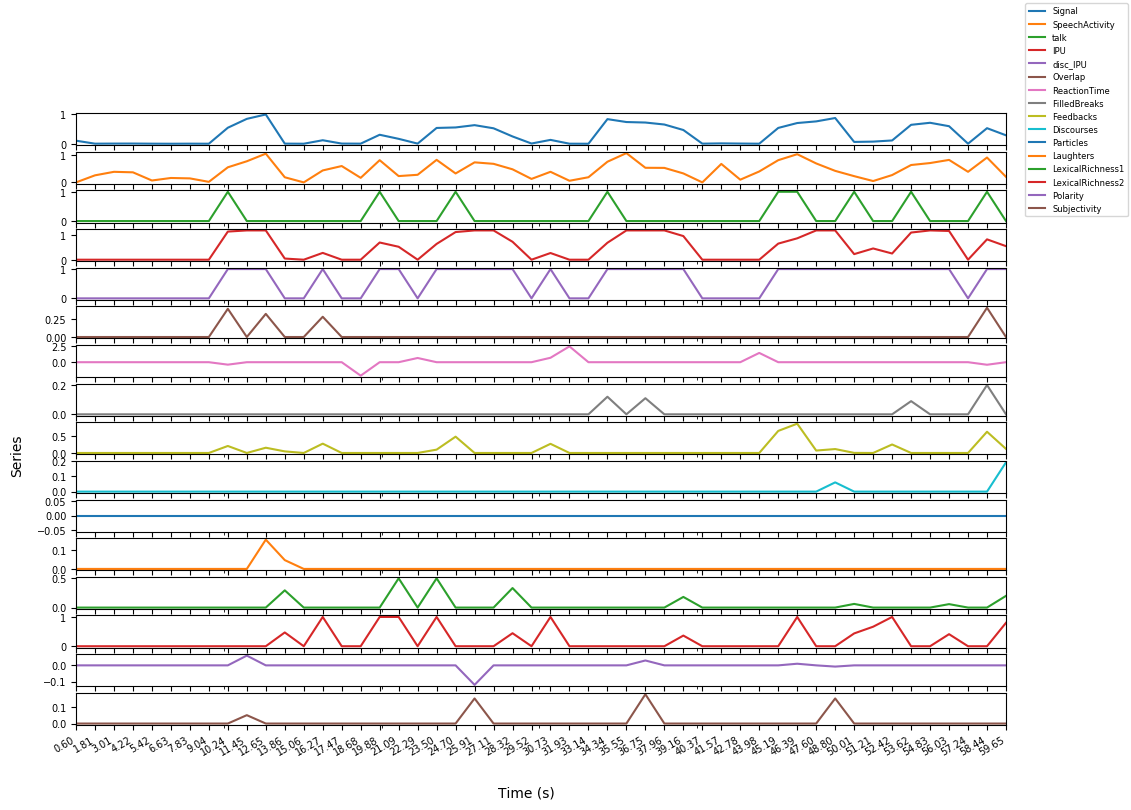 Signal
SpeechActivity
talk
IPU
disc_IPU
Overlap
ReactionTime
FilledBreaks
Feedbacks
Discourses
Particles
Laughters
LexicalRichness1
LexicalRichness2
Polarity
Subjectivity
1
0
1
0
1
0
1
0
1
0
0.25
0.00
2.5
0.0
0.2
0.0
0.5
0.0
0.2
0.1
0.0
0.05
0.00
−0.05
0.1
0.0
0.5
0.0
1
0
0.0
−0.1
0.1
0.0
Series
0.60 1.81 3.01 4.22 5.42 6.63 7.83 9.04 10.24 11.45 12.65 13.86 15.06 16.27 17.47 18.68 19.88 21.09 22.29 23.50 24.70 25.91 27.11 28.32 29.52 30.73 31.93 33.14 34.34 35.55 36.75 37.96 39.16 40.37 41.57 42.78 43.98 45.19 46.39 47.60 48.80 50.01 51.21 52.42 53.62 54.83 56.03 57.24 58.44 59.65
Time (s)